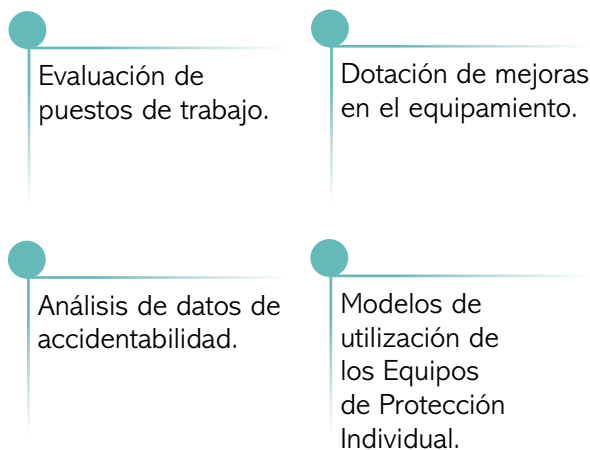 Evaluación de
puestos de trabajo.
Dotación de mejoras
en el equipamiento.
Análisis de datos de
accidentabilidad.
Modelos de
utilización de
los Equipos
de Protección
Individual.